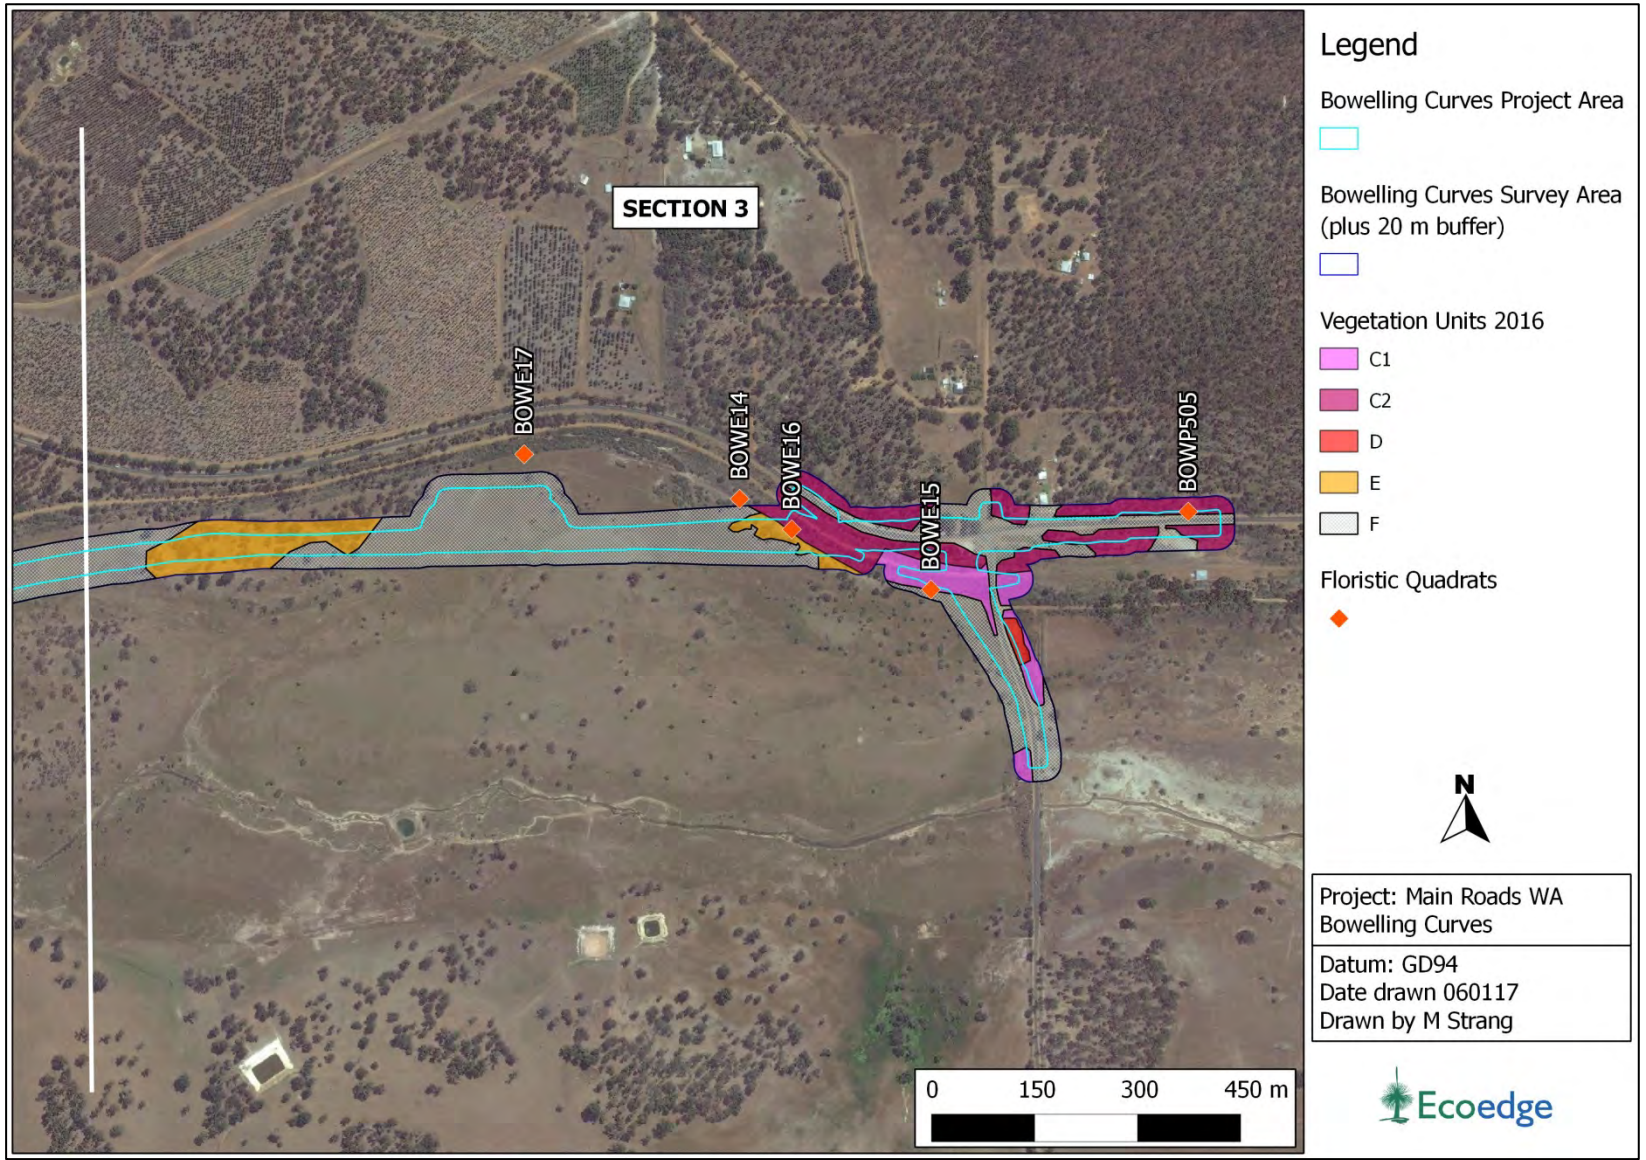 SECTION 3
BOWE17
BOWE14
BOWE16
BOWE15
BOWP505
0 150 300 450 m
Legend
Bowelling Curves Project Area
Bowelling Curves Survey Area
(plus 20 m buffer)
Vegetation Units 2016
C1
C2
D
E
F
Floristic Quadrats
N
Project: Main Roads WA
Bowelling Curves
Datum: GD94
Date drawn 060117
Drawn by M Strang
Ecoedge